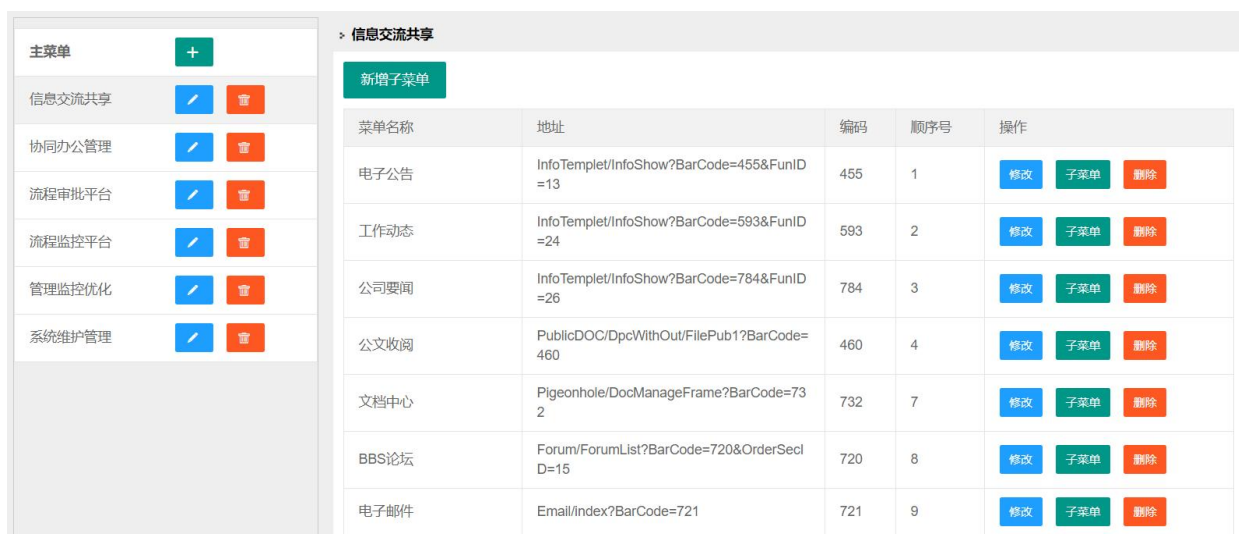 主菜单
信息交流共享
协同办公管理
流程审批平台
流程监控平台
管理监控优化
系统维护管理
信息交流共享
新增子菜单
菜单名称 地址 编码 顺序号 操作
电子公告 InfoTemplet/InfoShow?BarCode=455&FunID 455 1 修改 子菜单 删除
=13
工作动态 InfoTemplet/InfoShow?BarCode=593&FunID 593 2 修改 子菜单 删除
=24
公司要闻 InfoTemplet/InfoShow?BarCode=784&FunID 784 3 修改 子菜单 删除
=26
公文收阅 PublicDOC/DpcWithOut/FilePub1?BarCode= 460 4 修改 子菜单 删除
460
文档中心 Pigeonhole/DocManageFrame?BarCode=73 732 7 修改 子菜单 删除
2
BBS论坛 Forum/ForumList?BarCode=720&OrderSecI 720 8 修改 子菜单 删除
D=15
电子邮件 Email/index?BarCode=721 721 9 修改 子菜单 删除